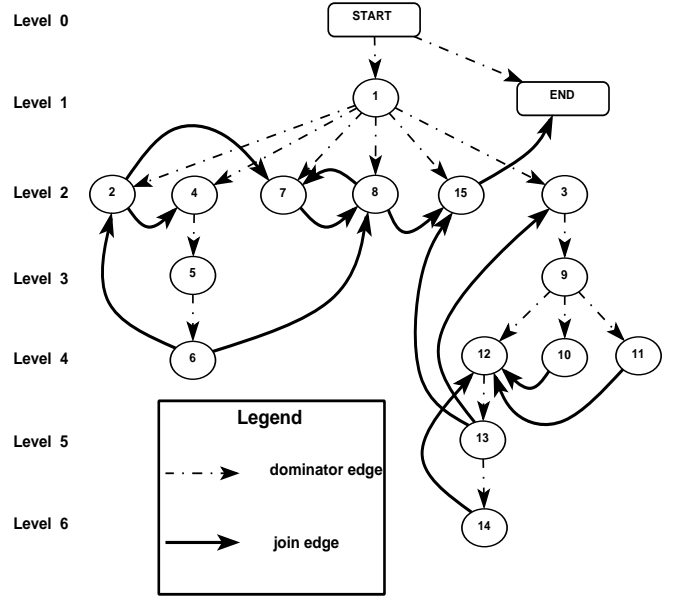 Level 0
START
Level 1
1
END
Level 2
2
4
7
8
15
3
Level 3
5
9
Level 4
6
12
10
11
Legend
Level 5
13
dominator edge
Level 6
14
join edge